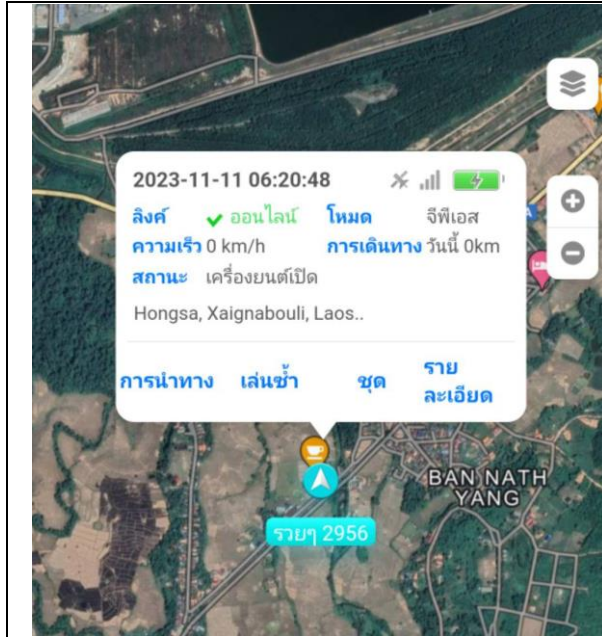 2023-11-11 06:20:48
ลิงค์ ออนไลน์ โหมด จีพีเอส
ความเร็ว 0 km/h การเดินทาง วันนี้ 0km
สถานะ เครื่องยนต์เปิด
Hongsa, Xaignabouli, Laos..
การนำทาง เล่นซ้ำ ชุด ราย
ละเอียด
BAN NATH
YANG
รวยๆ 2956